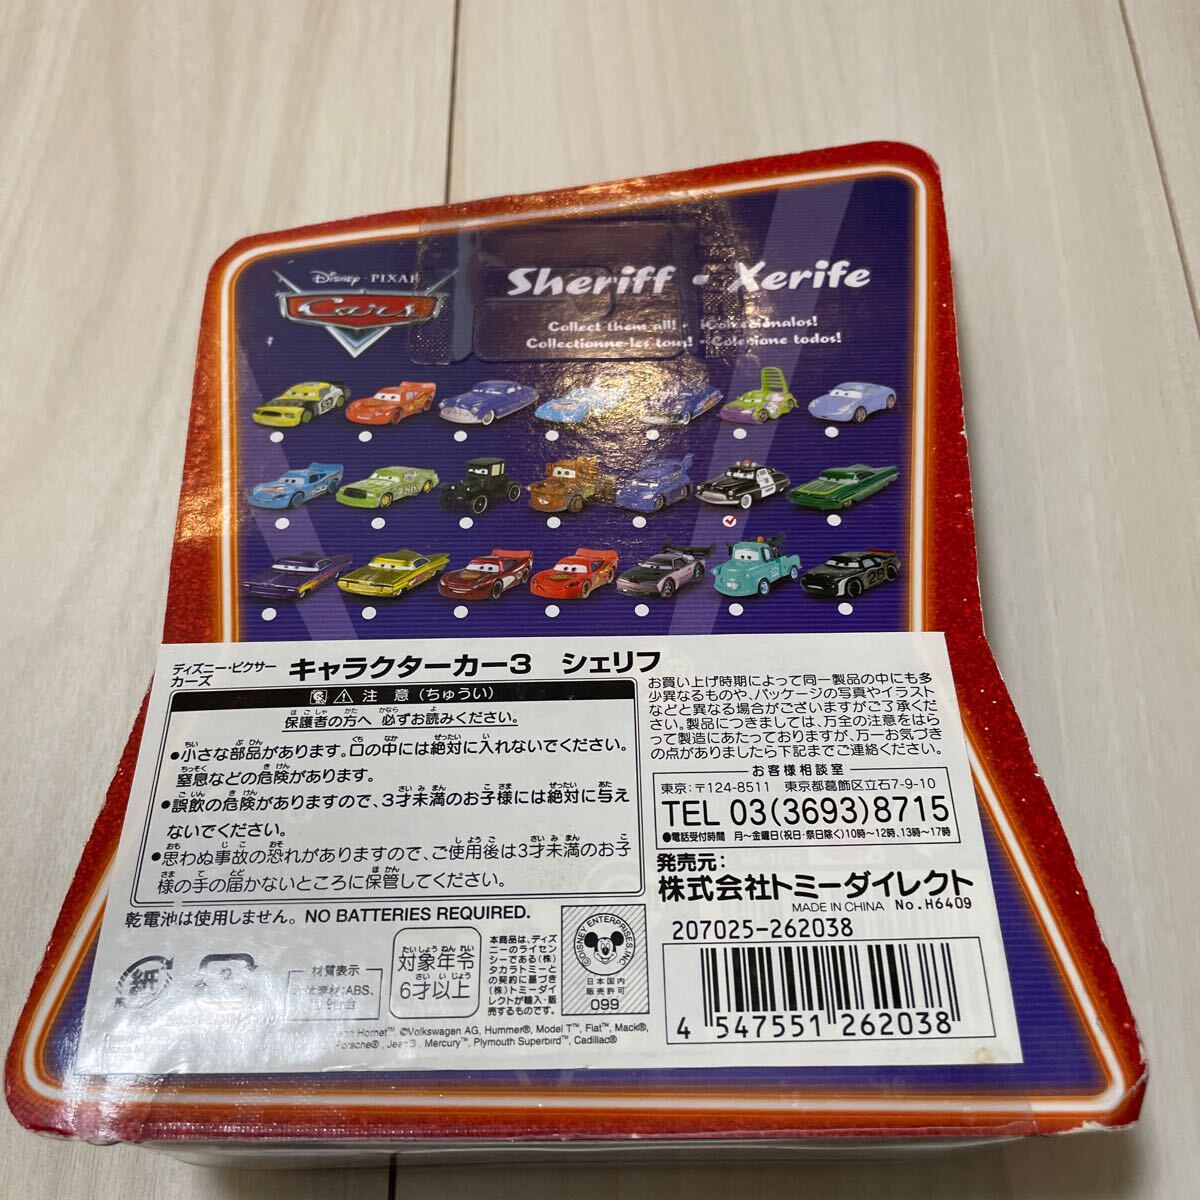 Disney · PIXAR
Cars
Sheriff · Xerife
Collect them all! · ¡Colecciónalos!
Collectionne-les tous! · Colecione todos!
ディズニー・ピクサー
カーズ
キャラクターカー3 シェリフ
注 意 (ちゅうい)
保護者の方へ 必ずお読みください。
●小さな部品があります。口の中には絶対に入れないでください。
窒息などの危険があります。
●誤飲の危険がありますので、3才未満のお子様には絶対に与え
ないでください。
●思わぬ事故の恐れがありますので、ご使用後は3才未満のお子
様の手の届かないところに保管してください。
乾電池は使用しません。 NO BATTERIES REQUIRED.
紙
材質表示
ABS、
対象年令
6才以上
本商品は、ディズ
ニーのライセン
シーである(株)
タカラトミーと
の契約に基づき
(株)トミーダイ
レクトが輸入・販
売するものです。
©DISNEY ENTERPRISES, INC.
日本国内
販売許可
099
Hornet™, ©Volkswagen AG, Hummer®, Model T™, Fiat™, Mack®,
Porsche®, Jeep®, Mercury™, Plymouth Superbird™, Cadillac®
お買い上げ時期によって同一製品の中にも多
少異なるものや、パッケージの写真やイラスト
などと異なる場合がございますがご了承くだ
さい。製品につきましては、万全の注意をはら
って製造にあたっておりますが、万一お気づき
の点がありましたら下記までご連絡ください。
お客様相談室
東京:〒124-8511 東京都葛飾区立石7-9-10
TEL 03(3693)8715
●電話受付時間 月~金曜日(祝日・祭日除く)10時~12時、13時~17時
発売元:
株式会社トミーダイレクト
MADE IN CHINA No.H6409
207025-262038
4 547551 262038